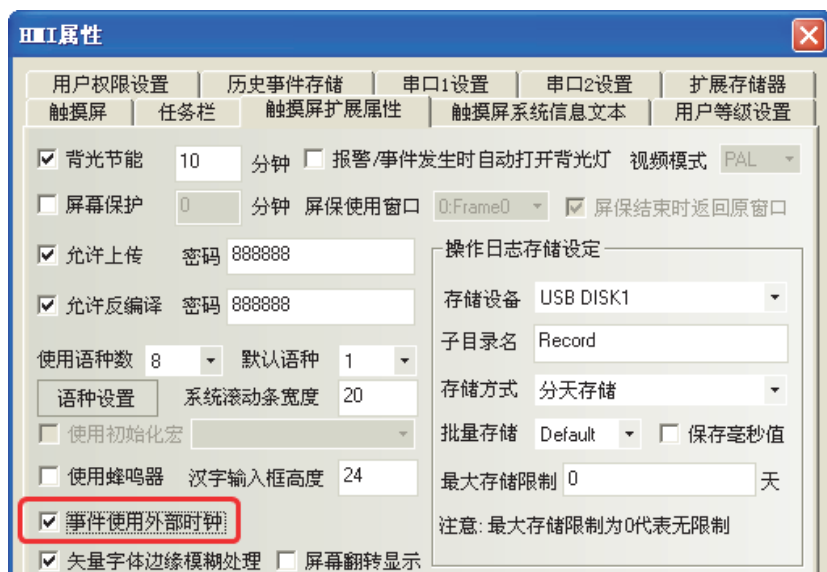 HMI属性
用户权限设置 历史事件存储 串口1设置 串口2设置 扩展存储器
触摸屏 任务栏 触摸屏扩展属性 触摸屏系统信息文本 用户等级设置
背光节能 10 分钟 报警/事件发生时自动打开背光灯 视频模式 PAL
屏幕保护 0 分钟 屏保使用窗口 0:Frame0 屏保结束时返回原窗口
允许上传 密码 888888
允许反编译 密码 888888
使用语种数 8 默认语种 1
语种设置 系统滚动条宽度 20
使用初始化宏
使用蜂鸣器 汉字输入框高度 24
事件使用外部时钟
矢量字体边缘模糊处理 屏幕翻转显示
操作日志存储设定
存储设备 USB DISK1
子目录名 Record
存储方式 分天存储
批量存储 Default 保存毫秒值
最大存储限制 0 天
注意:最大存储限制为0代表无限制